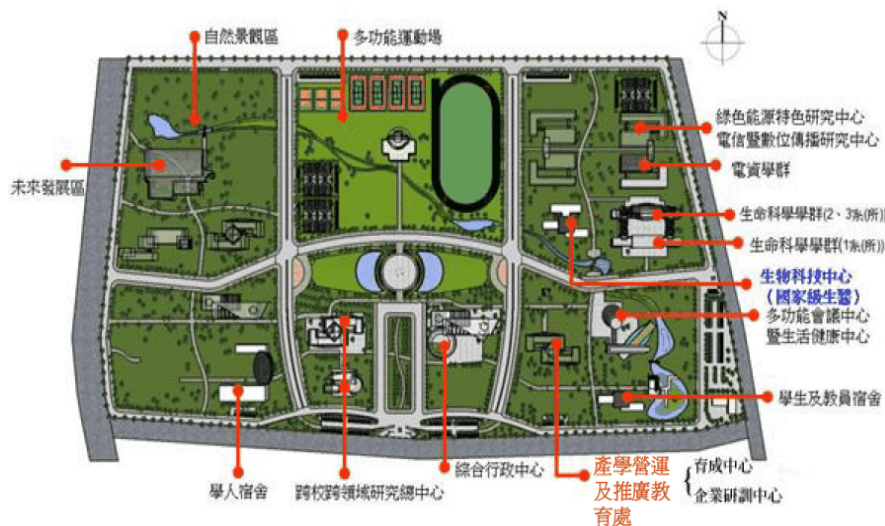 自然景觀區
多功能運動場
N
綠色能源特色研究中心
電信暨數位傳播研究中心
電資學群
未來發展區
生命科學學群(2、3系(所))
生命科學學群(1系(所))
生物科技中心
(國家級生醫)
多功能會議中心
暨生活健康中心
學生及教員宿舍
學人宿舍
跨校跨領域研究總中心
綜合行政中心
產學營運
及推廣教
育處
育成中心
企業研訓中心